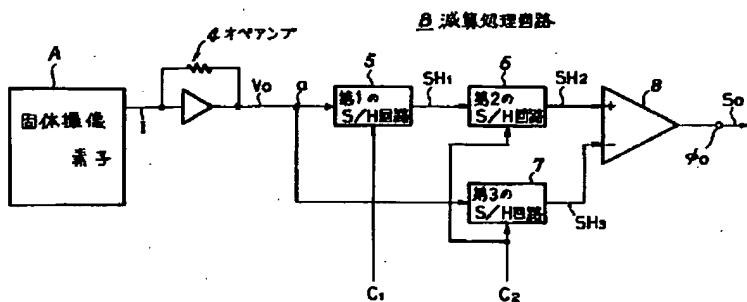 B 減算処理回路
4 オペアンプ
A
固体撮像
素子
I
Vo
a
5
第1の
S/H回路
SH1
6
第2の
S/H回路
SH2
8
+
−
So
φo
7
第3の
S/H回路
SH3
C1
C2